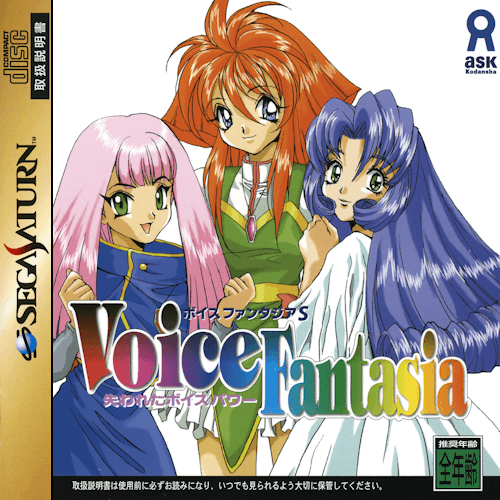 COMPACT
disc
取扱説明書
SEGA SATURN™
ask
Kodansha
ボイス ファンタジア S
Voice Fantasia
失われたボイスパワー
推奨年齢
全年齢
取扱説明書は使用前に必ずお読みになり、いつでも見られるよう大切に保管してください。